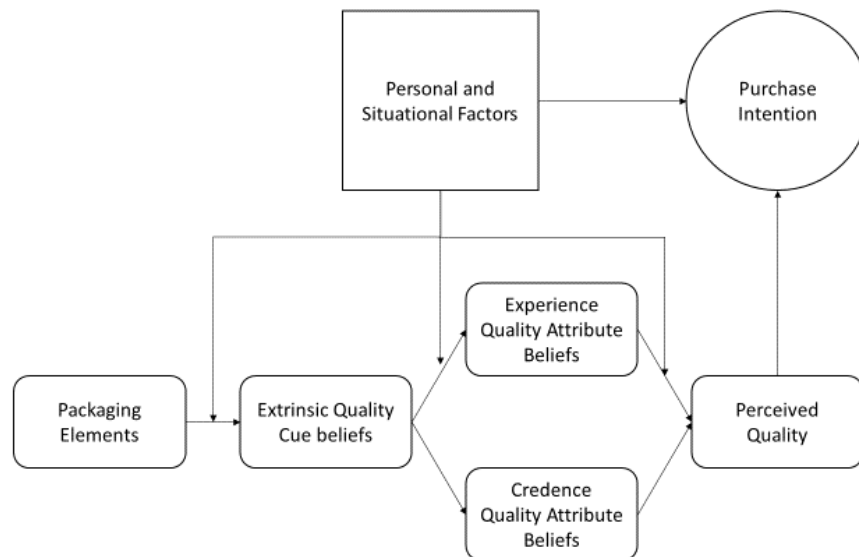 Personal and
Situational Factors
Purchase
Intention
Experience
Quality Attribute
Beliefs
Packaging
Elements
Extrinsic Quality
Cue beliefs
Perceived
Quality
Credence
Quality Attribute
Beliefs